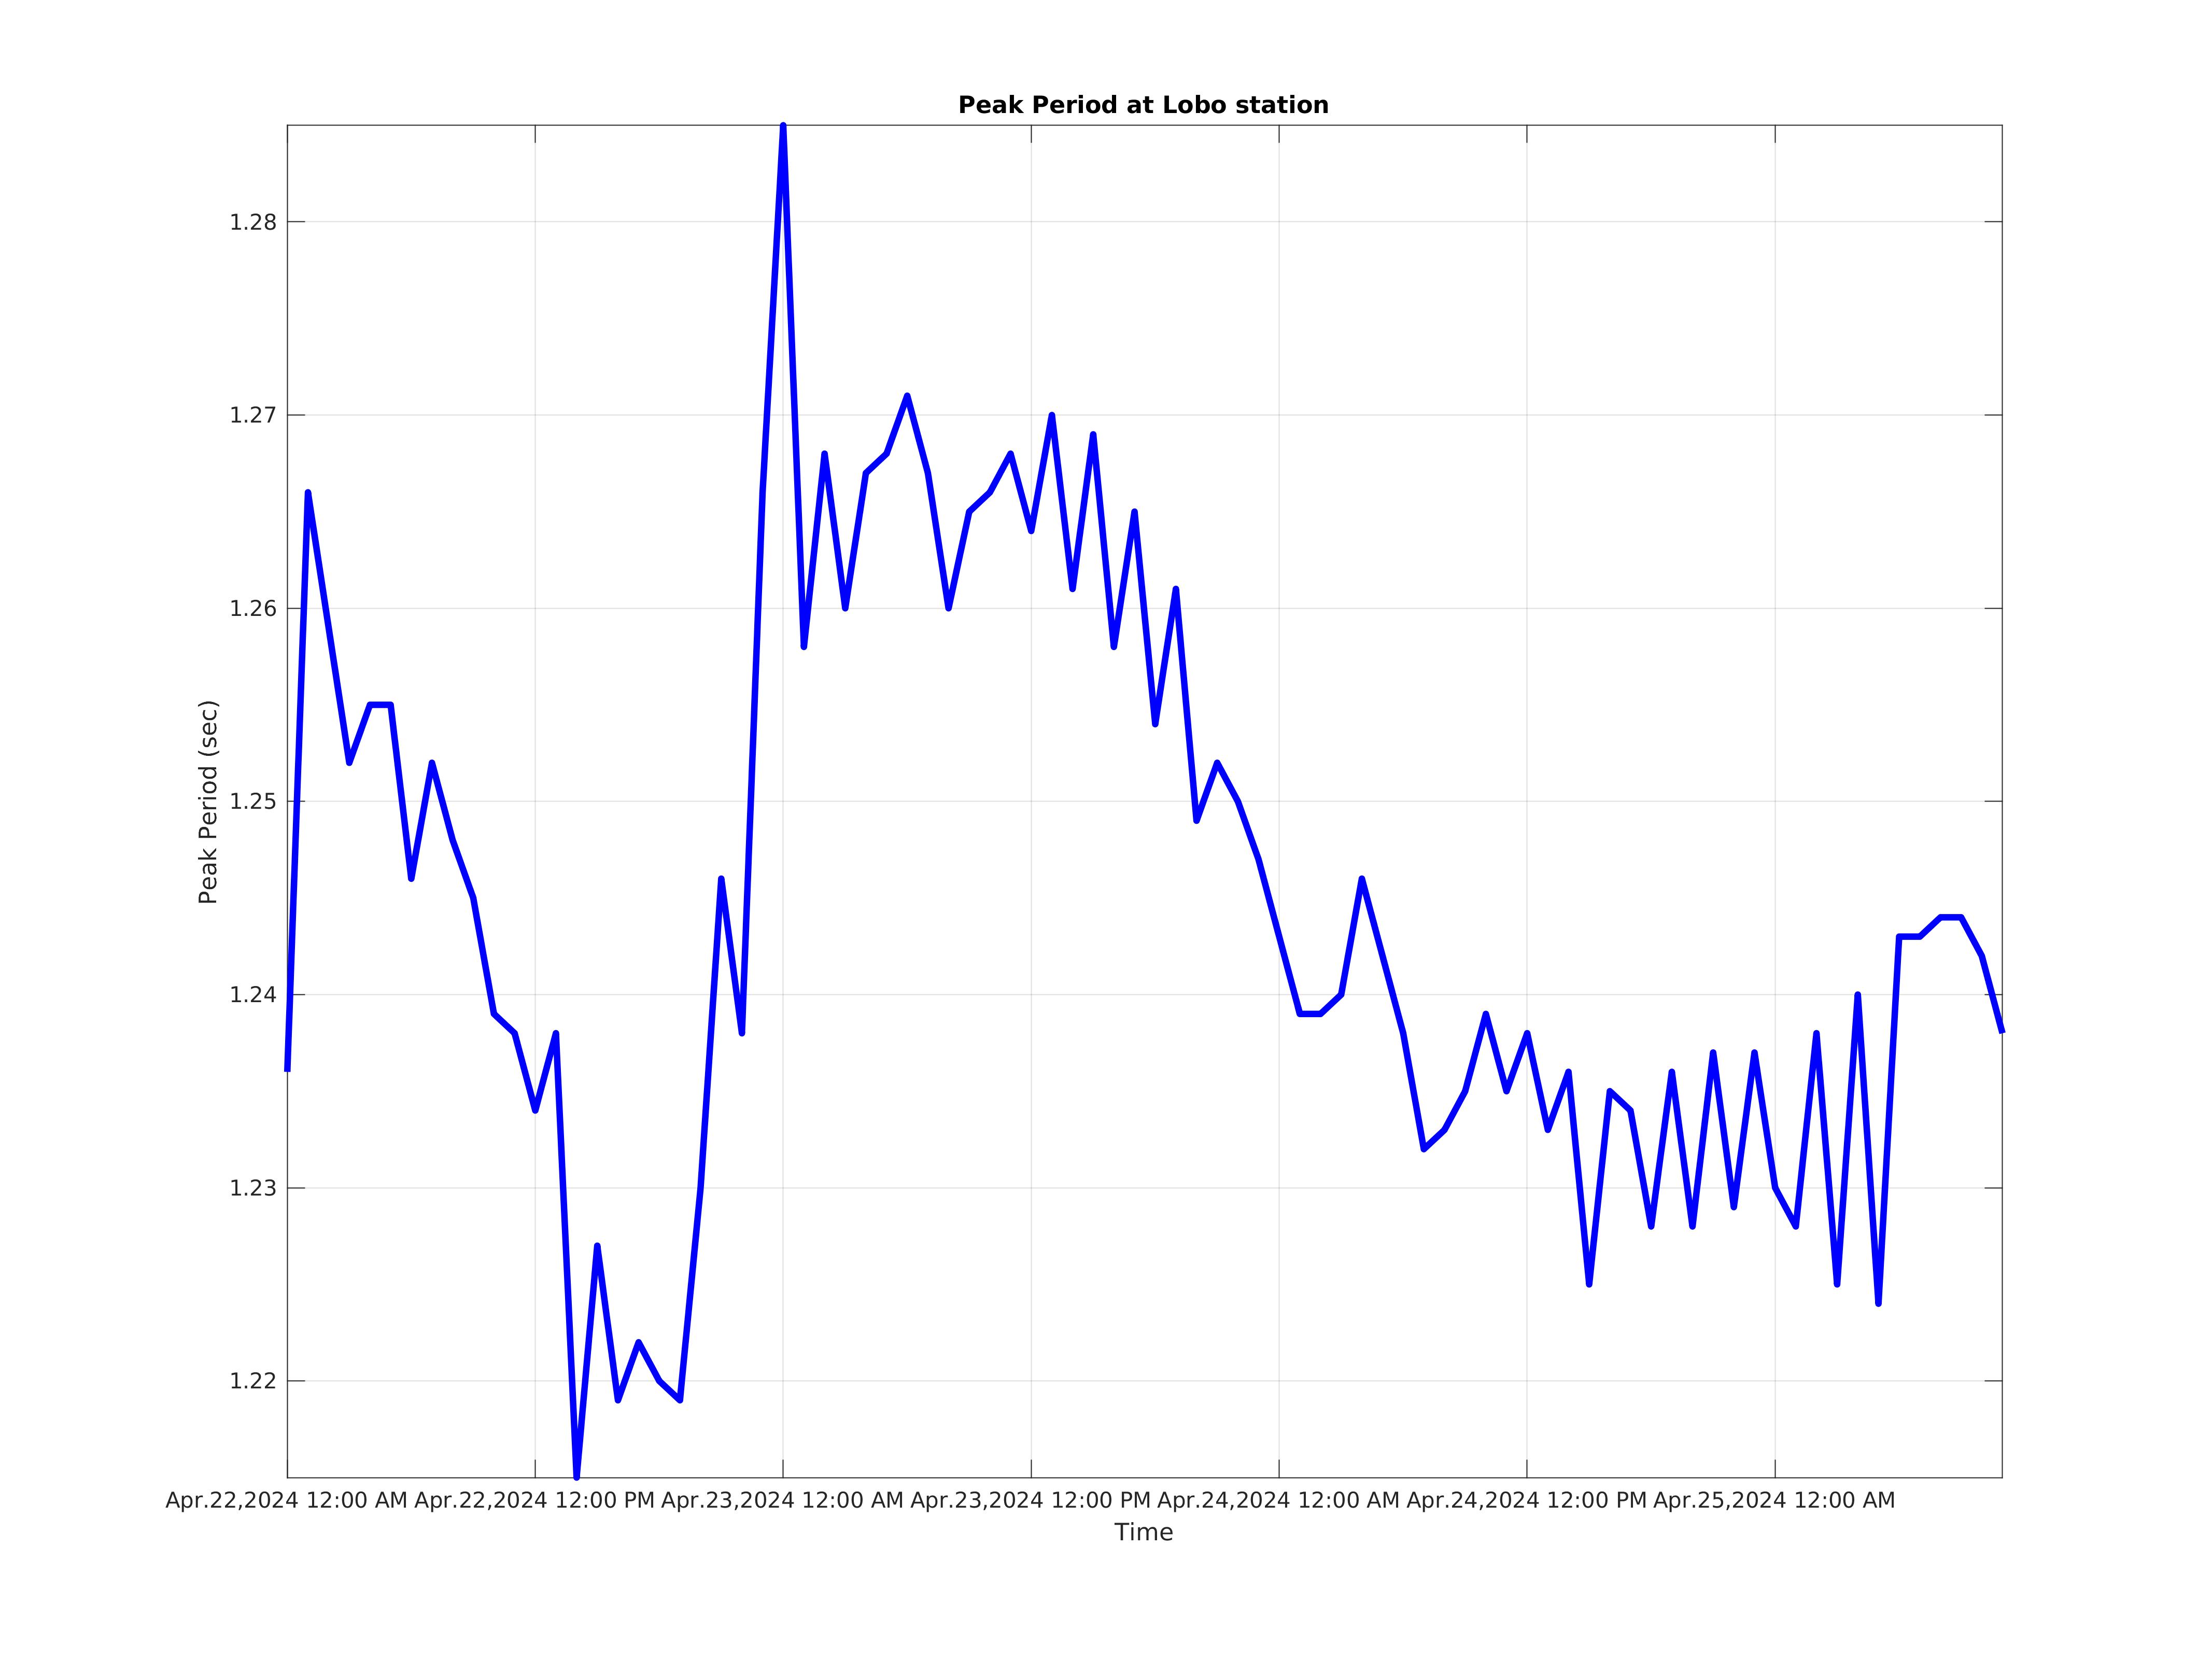 Peak Period at Lobo station
Peak Period (sec)
1.28
1.27
1.26
1.25
1.24
1.23
1.22
Apr.22,2024 12:00 AM Apr.22,2024 12:00 PM Apr.23,2024 12:00 AM Apr.23,2024 12:00 PM Apr.24,2024 12:00 AM Apr.24,2024 12:00 PM Apr.25,2024 12:00 AM
Time